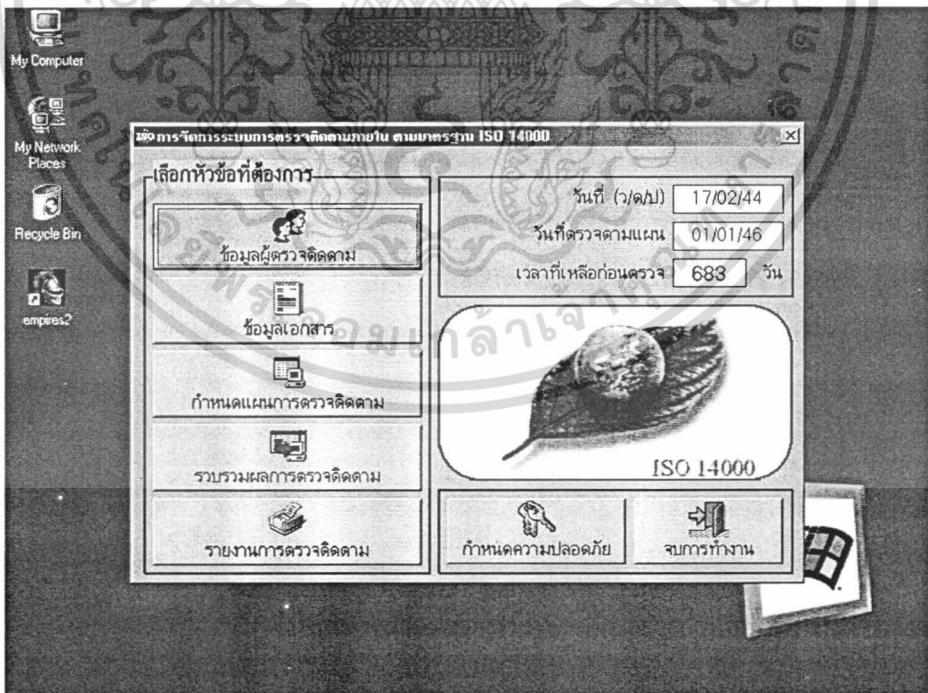 My Computer
My Network
Places
Recycle Bin
empires2
การจัดการระบบการตรวจติดตามภายใน ตามมาตรฐาน ISO 14000
เลือกหัวข้อที่ต้องการ
ข้อมูลผู้ตรวจติดตาม
ข้อมูลเอกสาร
กำหนดแผนการตรวจติดตาม
รวบรวมผลการตรวจติดตาม
รายงานการตรวจติดตาม
วันที่ (ว/ด/ป) 17/02/44
วันที่ตรวจตามแผน 01/01/46
เวลาที่เหลือก่อนตรวจ 683 วัน
ISO 14000
กำหนดความปลอดภัย
จบการทำงาน